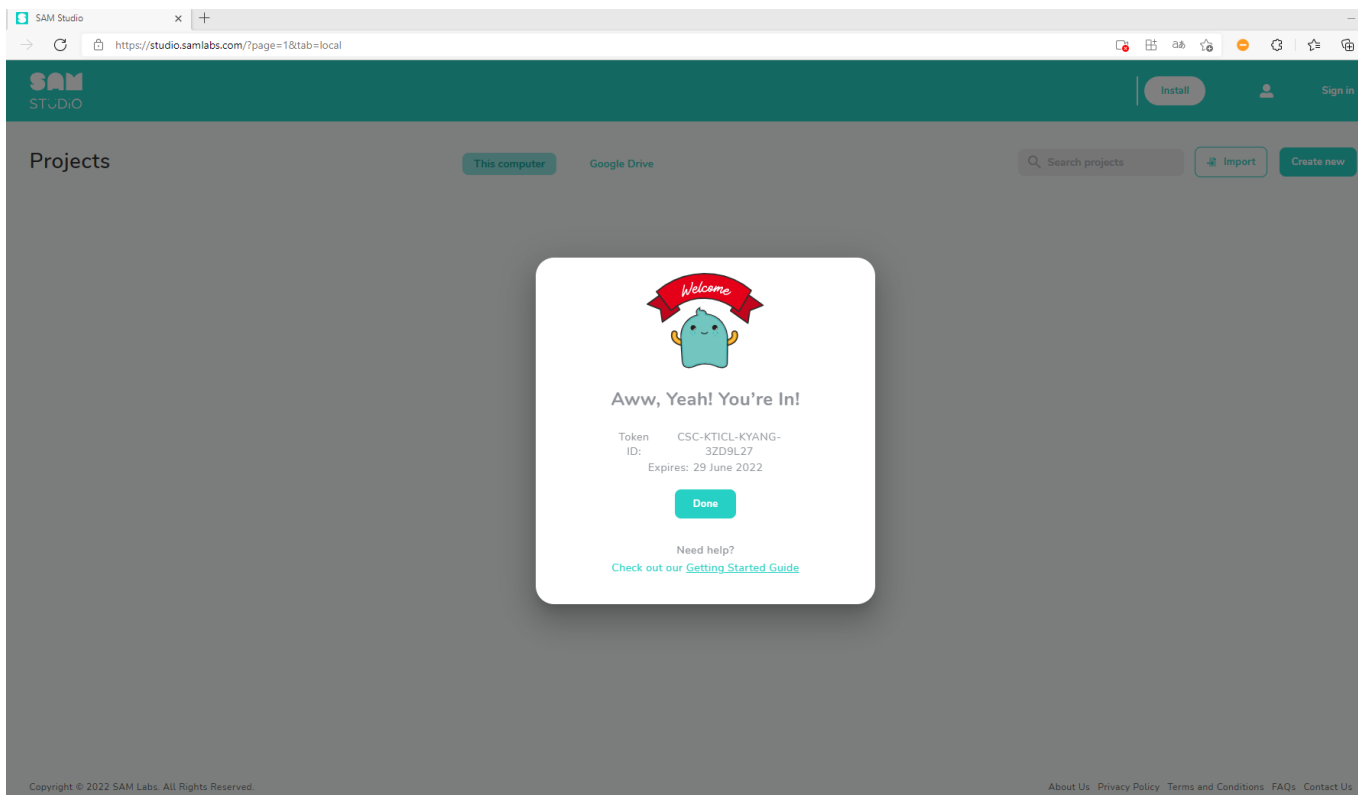 SAM Studio
https://studio.samlabs.com/?page=1&tab=local
SAM
STUDiO
Install
Sign in
Projects
This computer
Google Drive
Search projects
Import
Create new
Welcome
Aww, Yeah! You're In!
Token CSC-KTICL-KYANG-
ID: 3ZD9L27
Expires: 29 June 2022
Done
Need help?
Check out our Getting Started Guide
Copyright © 2022 SAM Labs. All Rights Reserved.
About Us Privacy Policy Terms and Conditions FAQs Contact Us